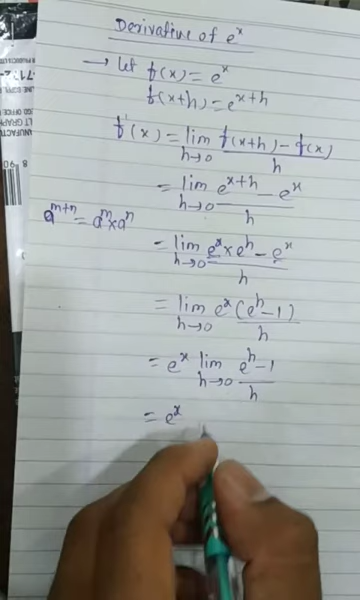 Derivative of e^x
→ let f(x) = e^x
f(x+h) = e^x+h
f'(x) = lim h→0 f(x+h) - f(x) / h
= lim h→0 e^x+h - e^x / h
a^m+n = a^m × a^n
= lim h→0 e^x × e^h - e^x / h
= lim h→0 e^x (e^h - 1) / h
= e^x lim h→0 e^h - 1 / h
= e^x